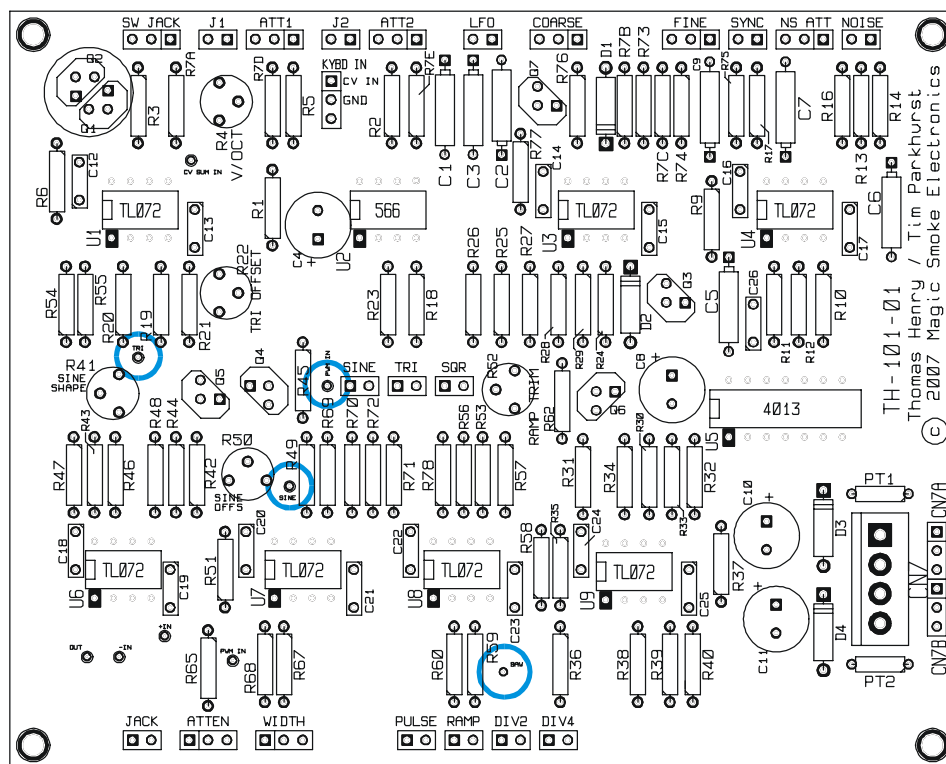 SW JACK J1 ATT1 J2 ATT2 LFO COARSE FINE SYNC NS ATT NOISE
Q2 R3 R7A R4 R7D R5 KYBD IN R2 R7E C1 C3 C2 Q7 R76 D1 R7B R73 C9 R75 C7 R16 R14
CV IN
GND
Q1 V/OCT R77 R7C R74 R17 R13
R6 C12 CV SUM IN R1 C14 R9 C16 C6
TL072 566 TL072 TL072
U1 C13 C4 + U2 U3 C15 U4 C17
R54 R55 R20 R19 R21 R22 TRI OFFSET R23 R18 R26 R25 R27 R28 R29 R24 D2 Q3 C5 C26 R11 R12 R10
TRI
R41 SINE SHAPE Q5 Q4 R45 PWM IN SINE TRI SQR R52 RAMP TRIM R62 Q6 C8 +
4013
U5
R47 R43 R46 R48 R44 R42 R50 SINE OFFS R49 SINE R69 R70 R72 R71 R78 R56 R53 R57 R31 R34 R30 R33 R32
C10 + D3 PT1 CN7A
C18 R51 C20 C22 R58 R35 C24 R37
TL072 TL072 TL072 TL072
U6 C19 U7 C21 U8 C23 U9 C25
CN7
C11 + D4 PT2 CN7B
+IN
OUT -IN PWM IN
R65 R68 R67 R60 R59 SAW R36 R38 R39 R40
JACK ATTEN WIDTH PULSE RAMP DIV2 DIV4
TH-101-01
Thomas Henry / Tim Parkhurst
© 2007 Magic Smoke Electronics